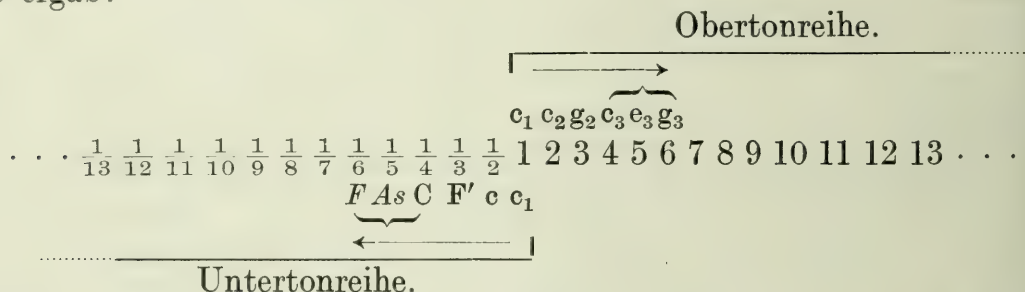 ergab:
Obertonreihe.
c₁ c₂ g₂ c₃ e₃ g₃
· · · 1/13 1/12 1/11 1/10 1/9 1/8 1/7 1/6 1/5 1/4 1/3 1/2 1 2 3 4 5 6 7 8 9 10 11 12 13 · · ·
F As C F′ c c₁
Untertonreihe.